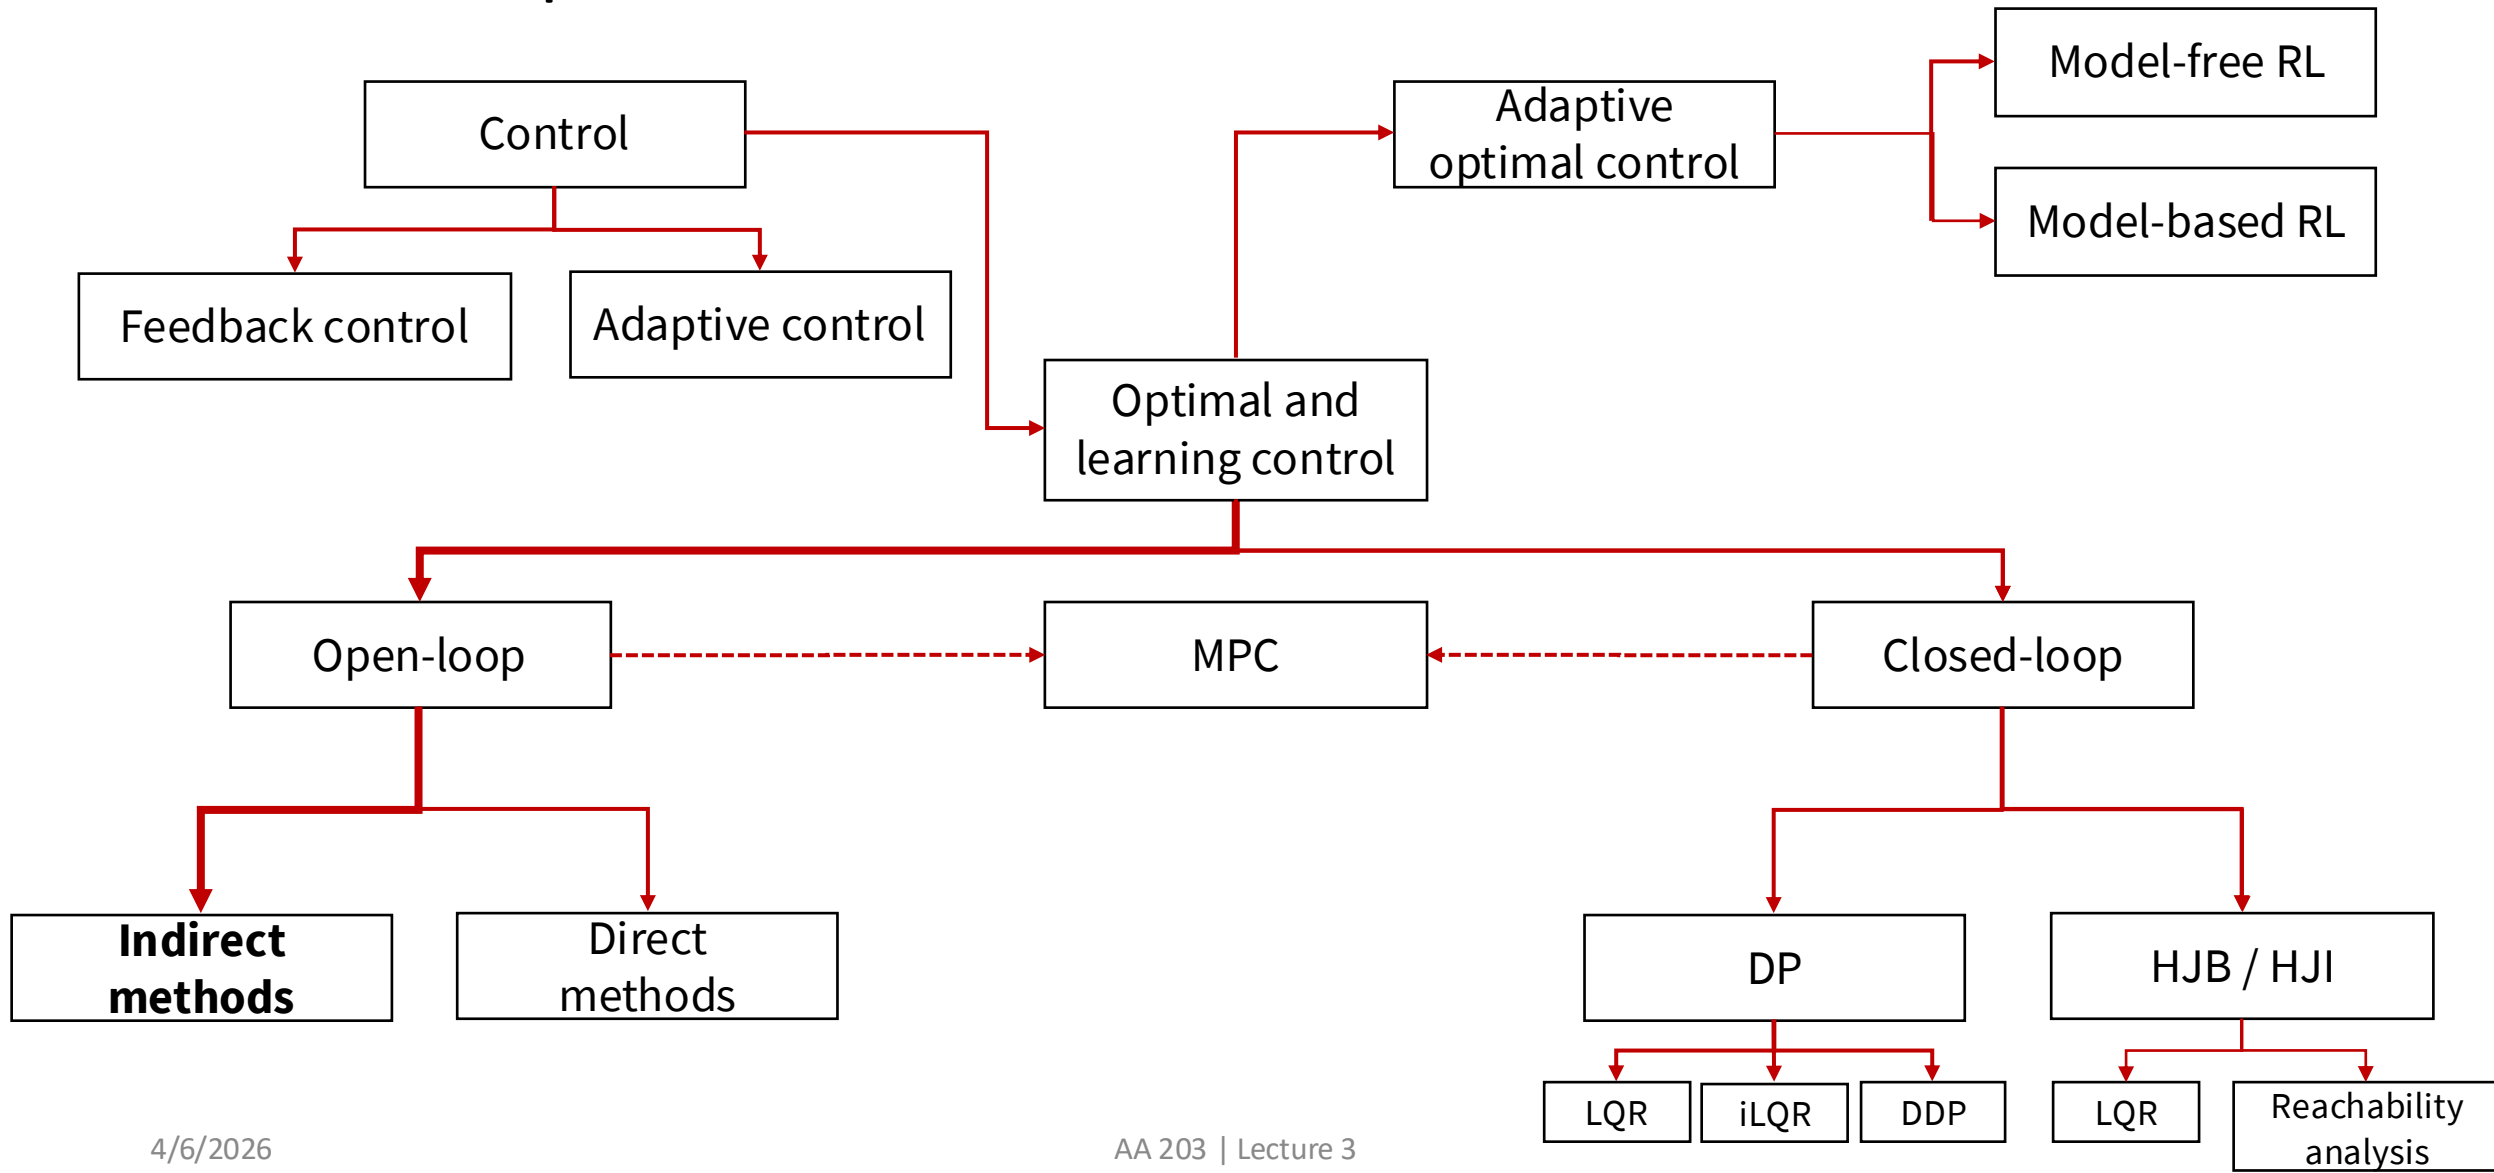 Model-free RL
Control
Adaptive
optimal control
Model-based RL
Feedback control
Adaptive control
Optimal and
learning control
Open-loop
MPC
Closed-loop
Indirect
methods
Direct
methods
DP
HJB / HJI
LQR
iLQR
DDP
LQR
Reachability
analysis
4/6/2026
AA 203 | Lecture 3